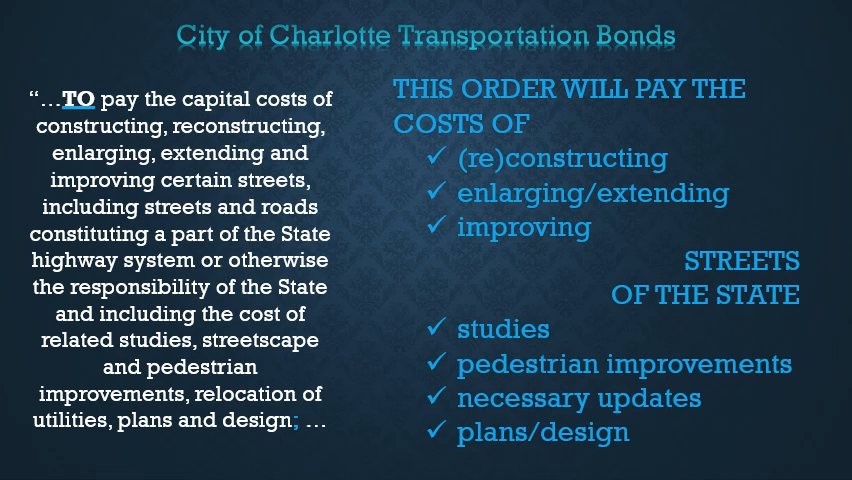 City of Charlotte Transportation Bonds
“…TO pay the capital costs of
constructing, reconstructing,
enlarging, extending and
improving certain streets,
including streets and roads
constituting a part of the State
highway system or otherwise
the responsibility of the State
and including the cost of
related studies, streetscape
and pedestrian
improvements, relocation of
utilities, plans and design; …
THIS ORDER WILL PAY THE
COSTS OF
✓ (re)constructing
✓ enlarging/extending
✓ improving
STREETS
OF THE STATE
✓ studies
✓ pedestrian improvements
✓ necessary updates
✓ plans/design